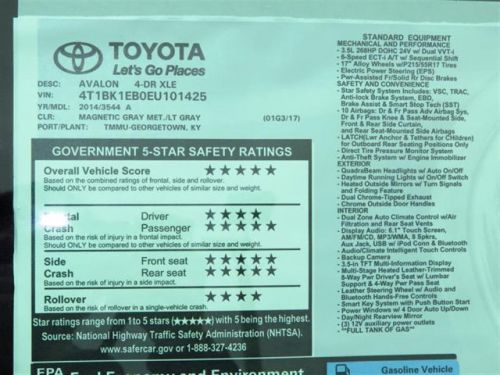 TOYOTA
Let's Go Places
DESC: AVALON 4-DR XLE
VIN: 4T1BK1EB0EU101425
YR/MDL: 2014/3544 A
CLR: MAGNETIC GRAY MET./LT GRAY (01G3/17)
PORT/PLANT: TMMU-GEORGETOWN, KY
GOVERNMENT 5-STAR SAFETY RATINGS
Overall Vehicle Score ★★★★★
Based on the combined ratings of frontal, side and rollover.
Should ONLY be compared to other vehicles of similar size and weight.
Driver ★★★★
Crash Passenger ★★★★★
Based on risk of injury in a frontal impact.
Should ONLY be compared to other vehicles of similar size and weight.
Side Front seat ★★★★★
Crash Rear seat ★★★★★
Based on the risk of injury in a side impact.
Rollover ★★★★
Based on the risk of rollover in a single-vehicle crash.
Star ratings range from 1 to 5 stars (★★★★★) with 5 being the highest.
Source: National Highway Traffic Safety Administration (NHTSA).
www.safercar.gov or 1-888-327-4236
EPA Fuel Economy and Environment
Gasoline Vehicle
STANDARD EQUIPMENT
MECHANICAL AND PERFORMANCE
- 3.5L 268HP DOHC 24V w/ Dual VVT-i
- 6-Speed ECT-i A/T w/ Sequential Shift
- 17" Alloy Wheels w/P215/55R17 Tires
- Electric Power Steering (EPS)
- Pwr-Assisted Fr/Solid Rr Disc Brakes
SAFETY AND CONVENIENCE
- Star Safety System Includes: VSC, TRAC,
Anti-lock Brake System, EBD,
Brake Assist & Smart Stop Tech (SST)
- 10 Airbags: Dr & Fr Pass Adv Airbag Sys,
Dr & Fr Pass Knee & Seat-Mounted Side,
Front & Rear Side Curtain,
and Rear Seat-Mounted Side Airbags
- LATCH(Lwr Anchor & Tethers for Children)
for Outboard Rear Seating Positions Only
- Direct Tire Pressure Monitor System
- Anti-Theft System w/ Engine Immobilizer
EXTERIOR
- QuadraBeam Headlights w/ Auto On/Off
- Daytime Running Lights w/ On/Off Switch
- Heated Outside Mirrors w/ Turn Signals
and Folding Feature
- Dual Chrome-Tipped Exhaust
- Chrome Outside Door Handles
INTERIOR
- Dual Zone Auto Climate Control w/Air
Filtration and Rear Seat Vents
- Display Audio: 6.1" Touch Screen,
AM/FM/CD, MP3/WMA, 8 Spkrs,
Aux Jack, USB w/ iPod Conn & Bluetooth
- Audio/Climate Intelligent Touch Controls
- Backup Camera
- 3.5-in TFT Multi-Information Display
- Multi-Stage Heated Leather-Trimmed
8-Way Pwr Driver's Seat w/ Lumbar
Support & 4-Way Pwr Pass Seat
- Leather Steering Wheel w/ Audio and
Bluetooth Hands-Free Controls
- Smart Key System with Push Button Start
- Power Windows w/ 4 Door Auto Up/Down
- Day/Night Rearview Mirror
- (3) 12V auxiliary power outlets
**FULL TANK OF GAS**